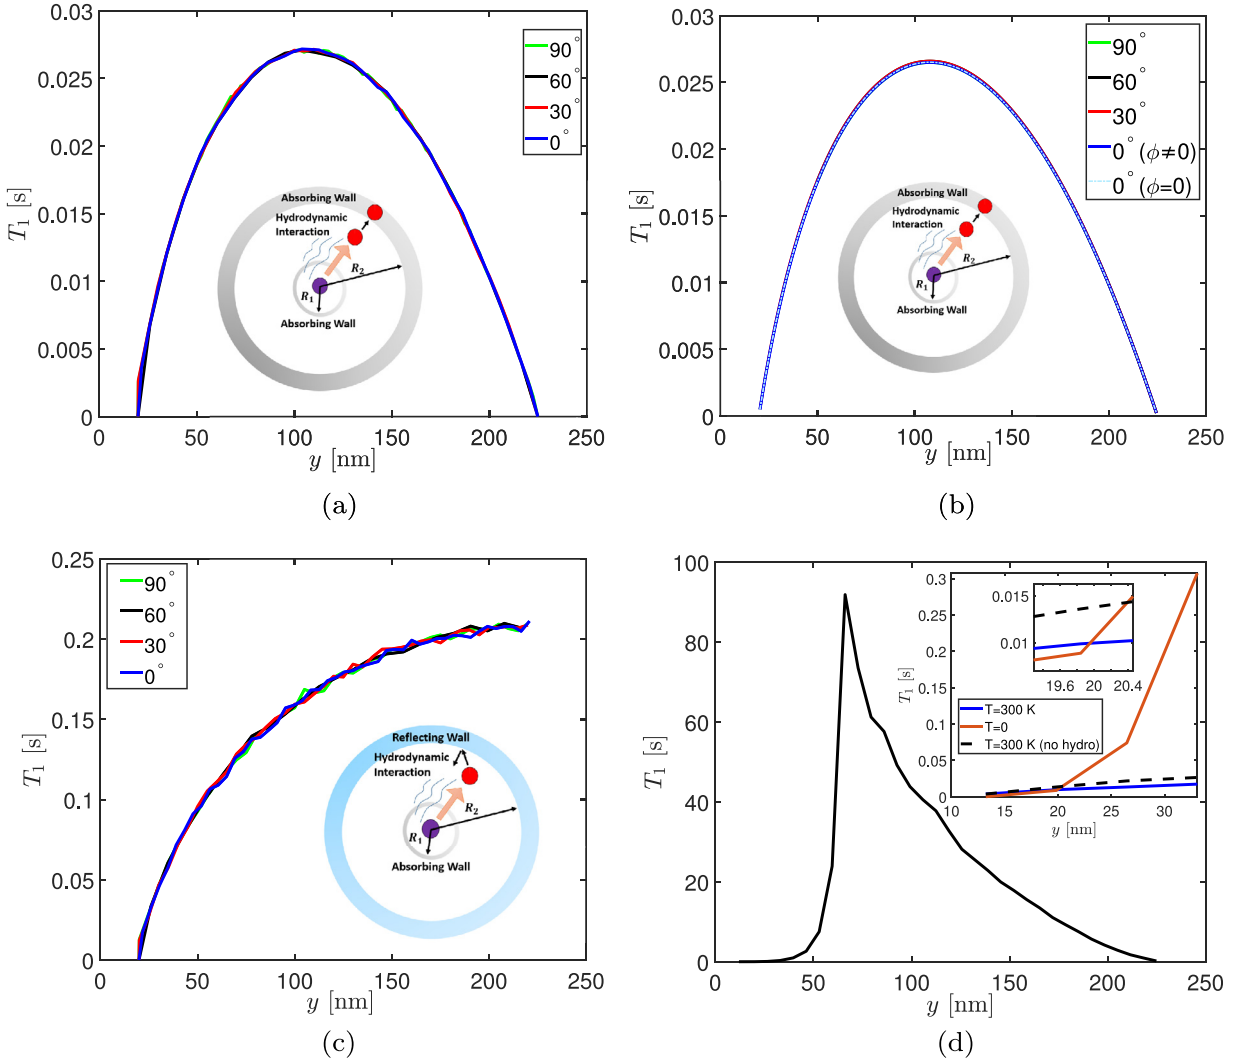 0.03
0.025
0.02
0.015
0.01
0.005
0
T₁ [s]
0 50 100 150 200 250
y [nm]
90°
60°
30°
0°
Absorbing Wall
Hydrodynamic
Interaction
R₂
R₁
Absorbing Wall
(a)
0.03
0.025
0.02
0.015
0.01
0.005
0
T₁ [s]
0 50 100 150 200 250
y [nm]
90°
60°
30°
0° (ϕ≠0)
0° (ϕ=0)
Absorbing Wall
Hydrodynamic
Interaction
R₂
R₁
Absorbing Wall
(b)
0.25
0.2
0.15
0.1
0.05
0
T₁ [s]
0 50 100 150 200 250
y [nm]
90°
60°
30°
0°
Reflecting Wall
Hydrodynamic
Interaction
R₂
R₁
Absorbing Wall
(c)
100
80
60
40
20
0
T₁ [s]
0 50 100 150 200 250
y [nm]
0.3
0.25
0.2
0.15
0.1
0.05
0
T₁ [s]
10 15 20 25 30
y [nm]
0.015
0.01
19.6 20 20.4
T=300 K
T=0
T=300 K (no hydro)
(d)